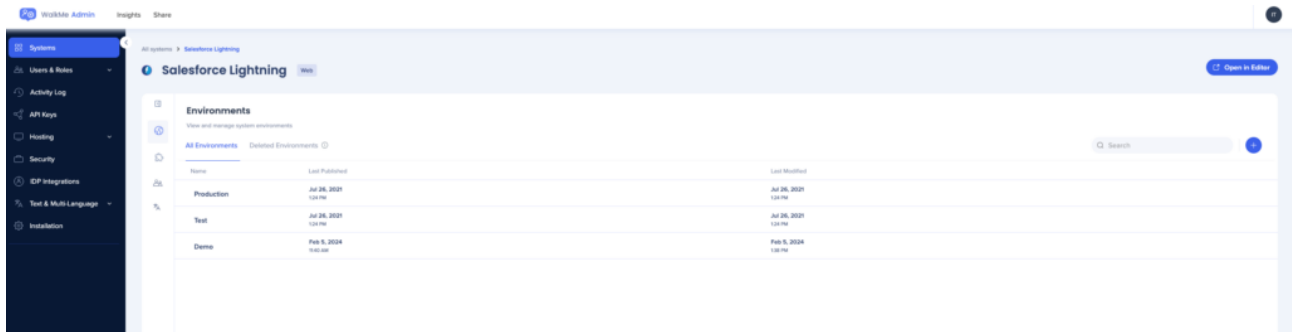 WalkMe Admin
Insights
Share
IT
Systems
Users & Roles
Activity Log
API Keys
Hosting
Security
IDP Integrations
Text & Multi-Language
Installation
All systems > Salesforce Lightning
Salesforce Lightning
Web
Open in Editor
Environments
View and manage system environments
All Environments
Deleted Environments
Search
Name
Last Published
Last Modified
Production
Jul 26, 2021
1:24 PM
Jul 26, 2021
1:24 PM
Test
Jul 26, 2021
1:24 PM
Jul 26, 2021
1:24 PM
Demo
Feb 5, 2024
11:40 AM
Feb 5, 2024
1:36 PM